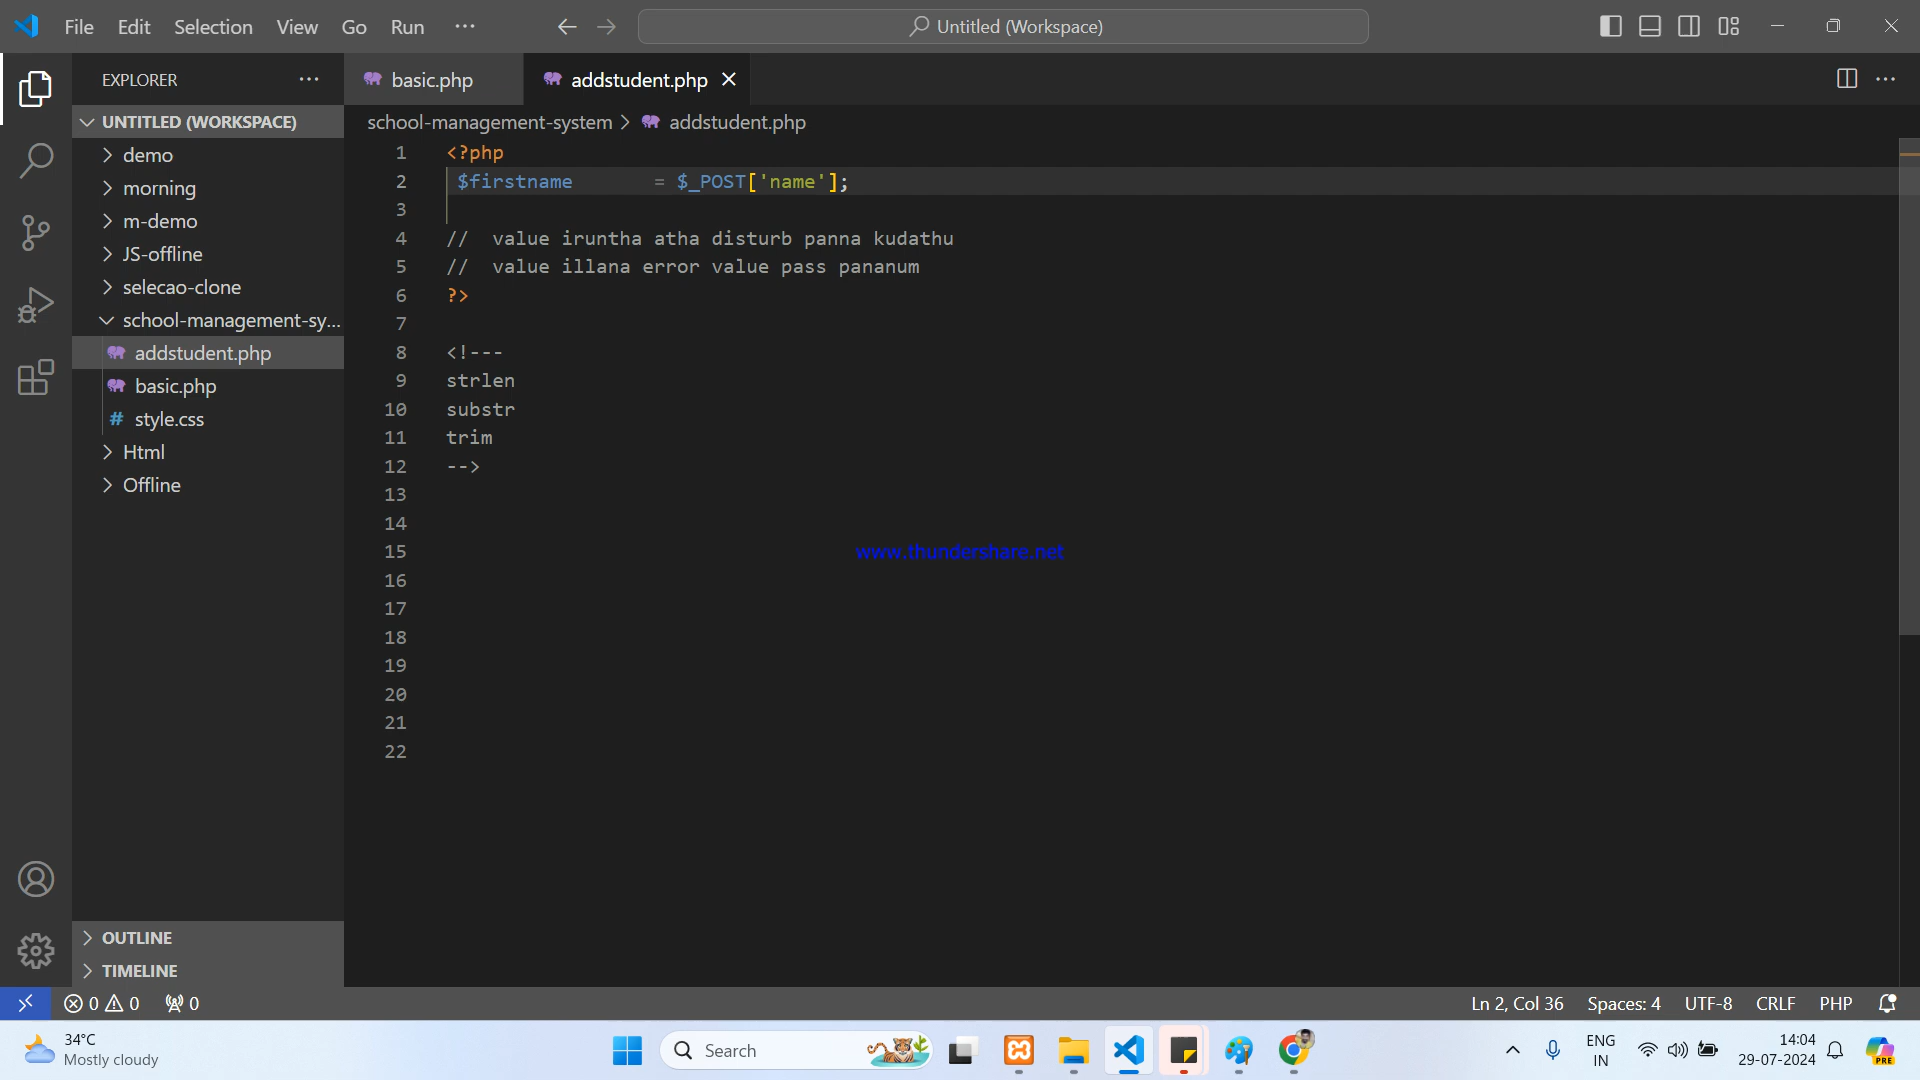 File Edit Selection View Go Run ··· Untitled (Workspace)
EXPLORER ···
basic.php addstudent.php
UNTITLED (WORKSPACE)
demo
morning
m-demo
JS-offline
selecao-clone
school-management-sy...
addstudent.php
basic.php
# style.css
Html
Offline
OUTLINE
TIMELINE
school-management-system > addstudent.php
1 <?php
2 $firstname = $_POST['name'];
3
4 // value iruntha atha disturb panna kudathu
5 // value illana error value pass pananum
6 ?>
7
8 <!---
9 strlen
10 substr
11 trim
12 -->
13
14
15
www.thundershare.net
16
17
18
19
20
21
22
0 0 0 Ln 2, Col 36 Spaces: 4 UTF-8 CRLF PHP
34°C
Mostly cloudy
Search
ENG
IN
14:04
29-07-2024
PRE